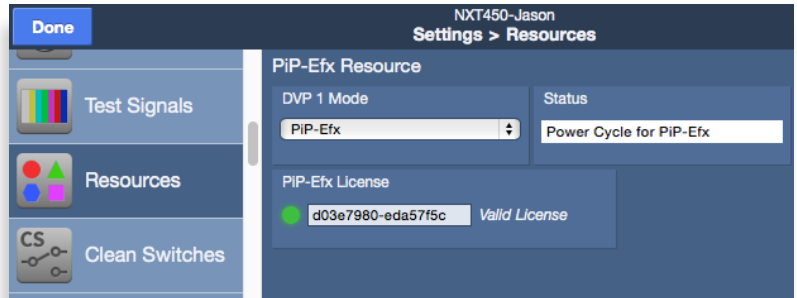 Done
NXT450-Jason
Settings > Resources
Test Signals
Resources
CS
Clean Switches
PiP-Efx Resource
DVP 1 Mode
PiP-Efx
Status
Power Cycle for PiP-Efx
PiP-Efx License
d03e7980-eda57f5c
Valid License